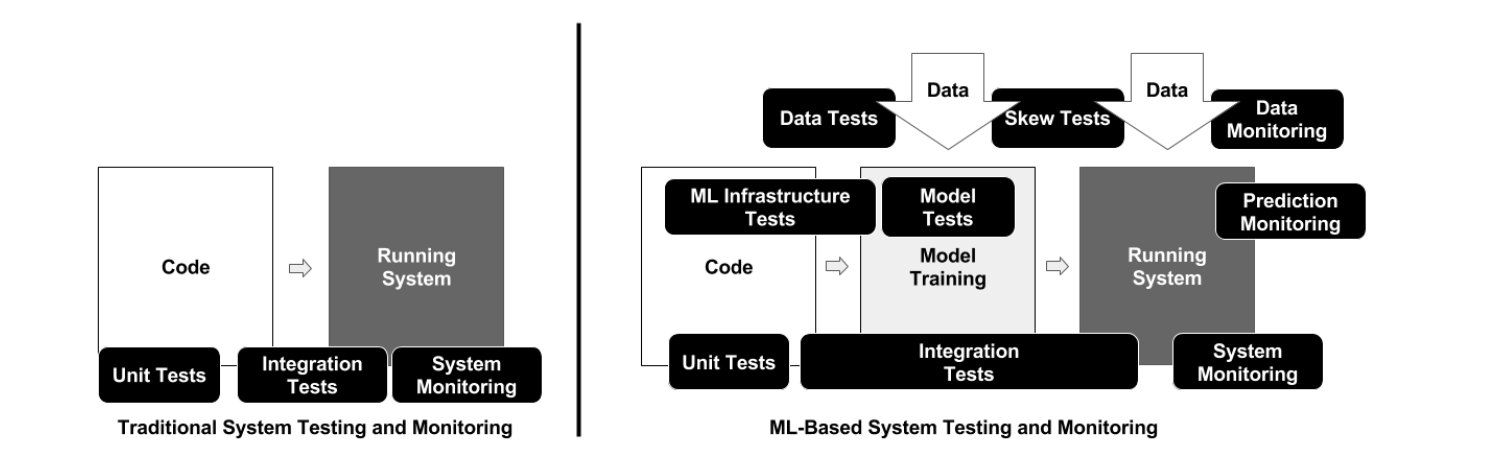 Code
Running
System
Unit Tests
Integration
Tests
System
Monitoring
Traditional System Testing and Monitoring
Data Tests
Data
Skew Tests
Data
Data
Monitoring
ML Infrastructure
Tests
Model
Tests
Prediction
Monitoring
Code
Model
Training
Running
System
Unit Tests
Integration
Tests
System
Monitoring
ML-Based System Testing and Monitoring